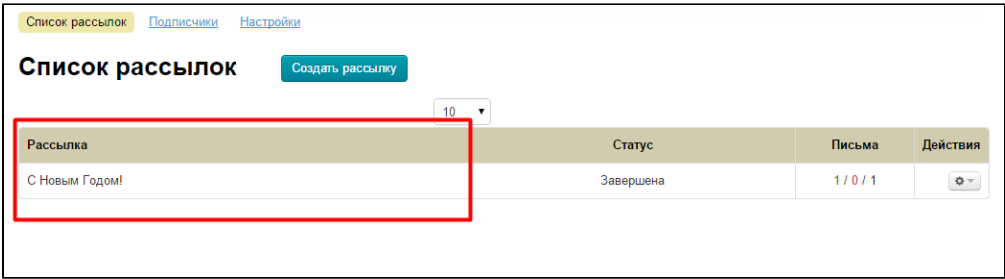 Список рассылок Подписчики Настройки
Список рассылок Создать рассылку
10
Рассылка Статус Письма Действия
С Новым Годом! Завершена 1 / 0 / 1